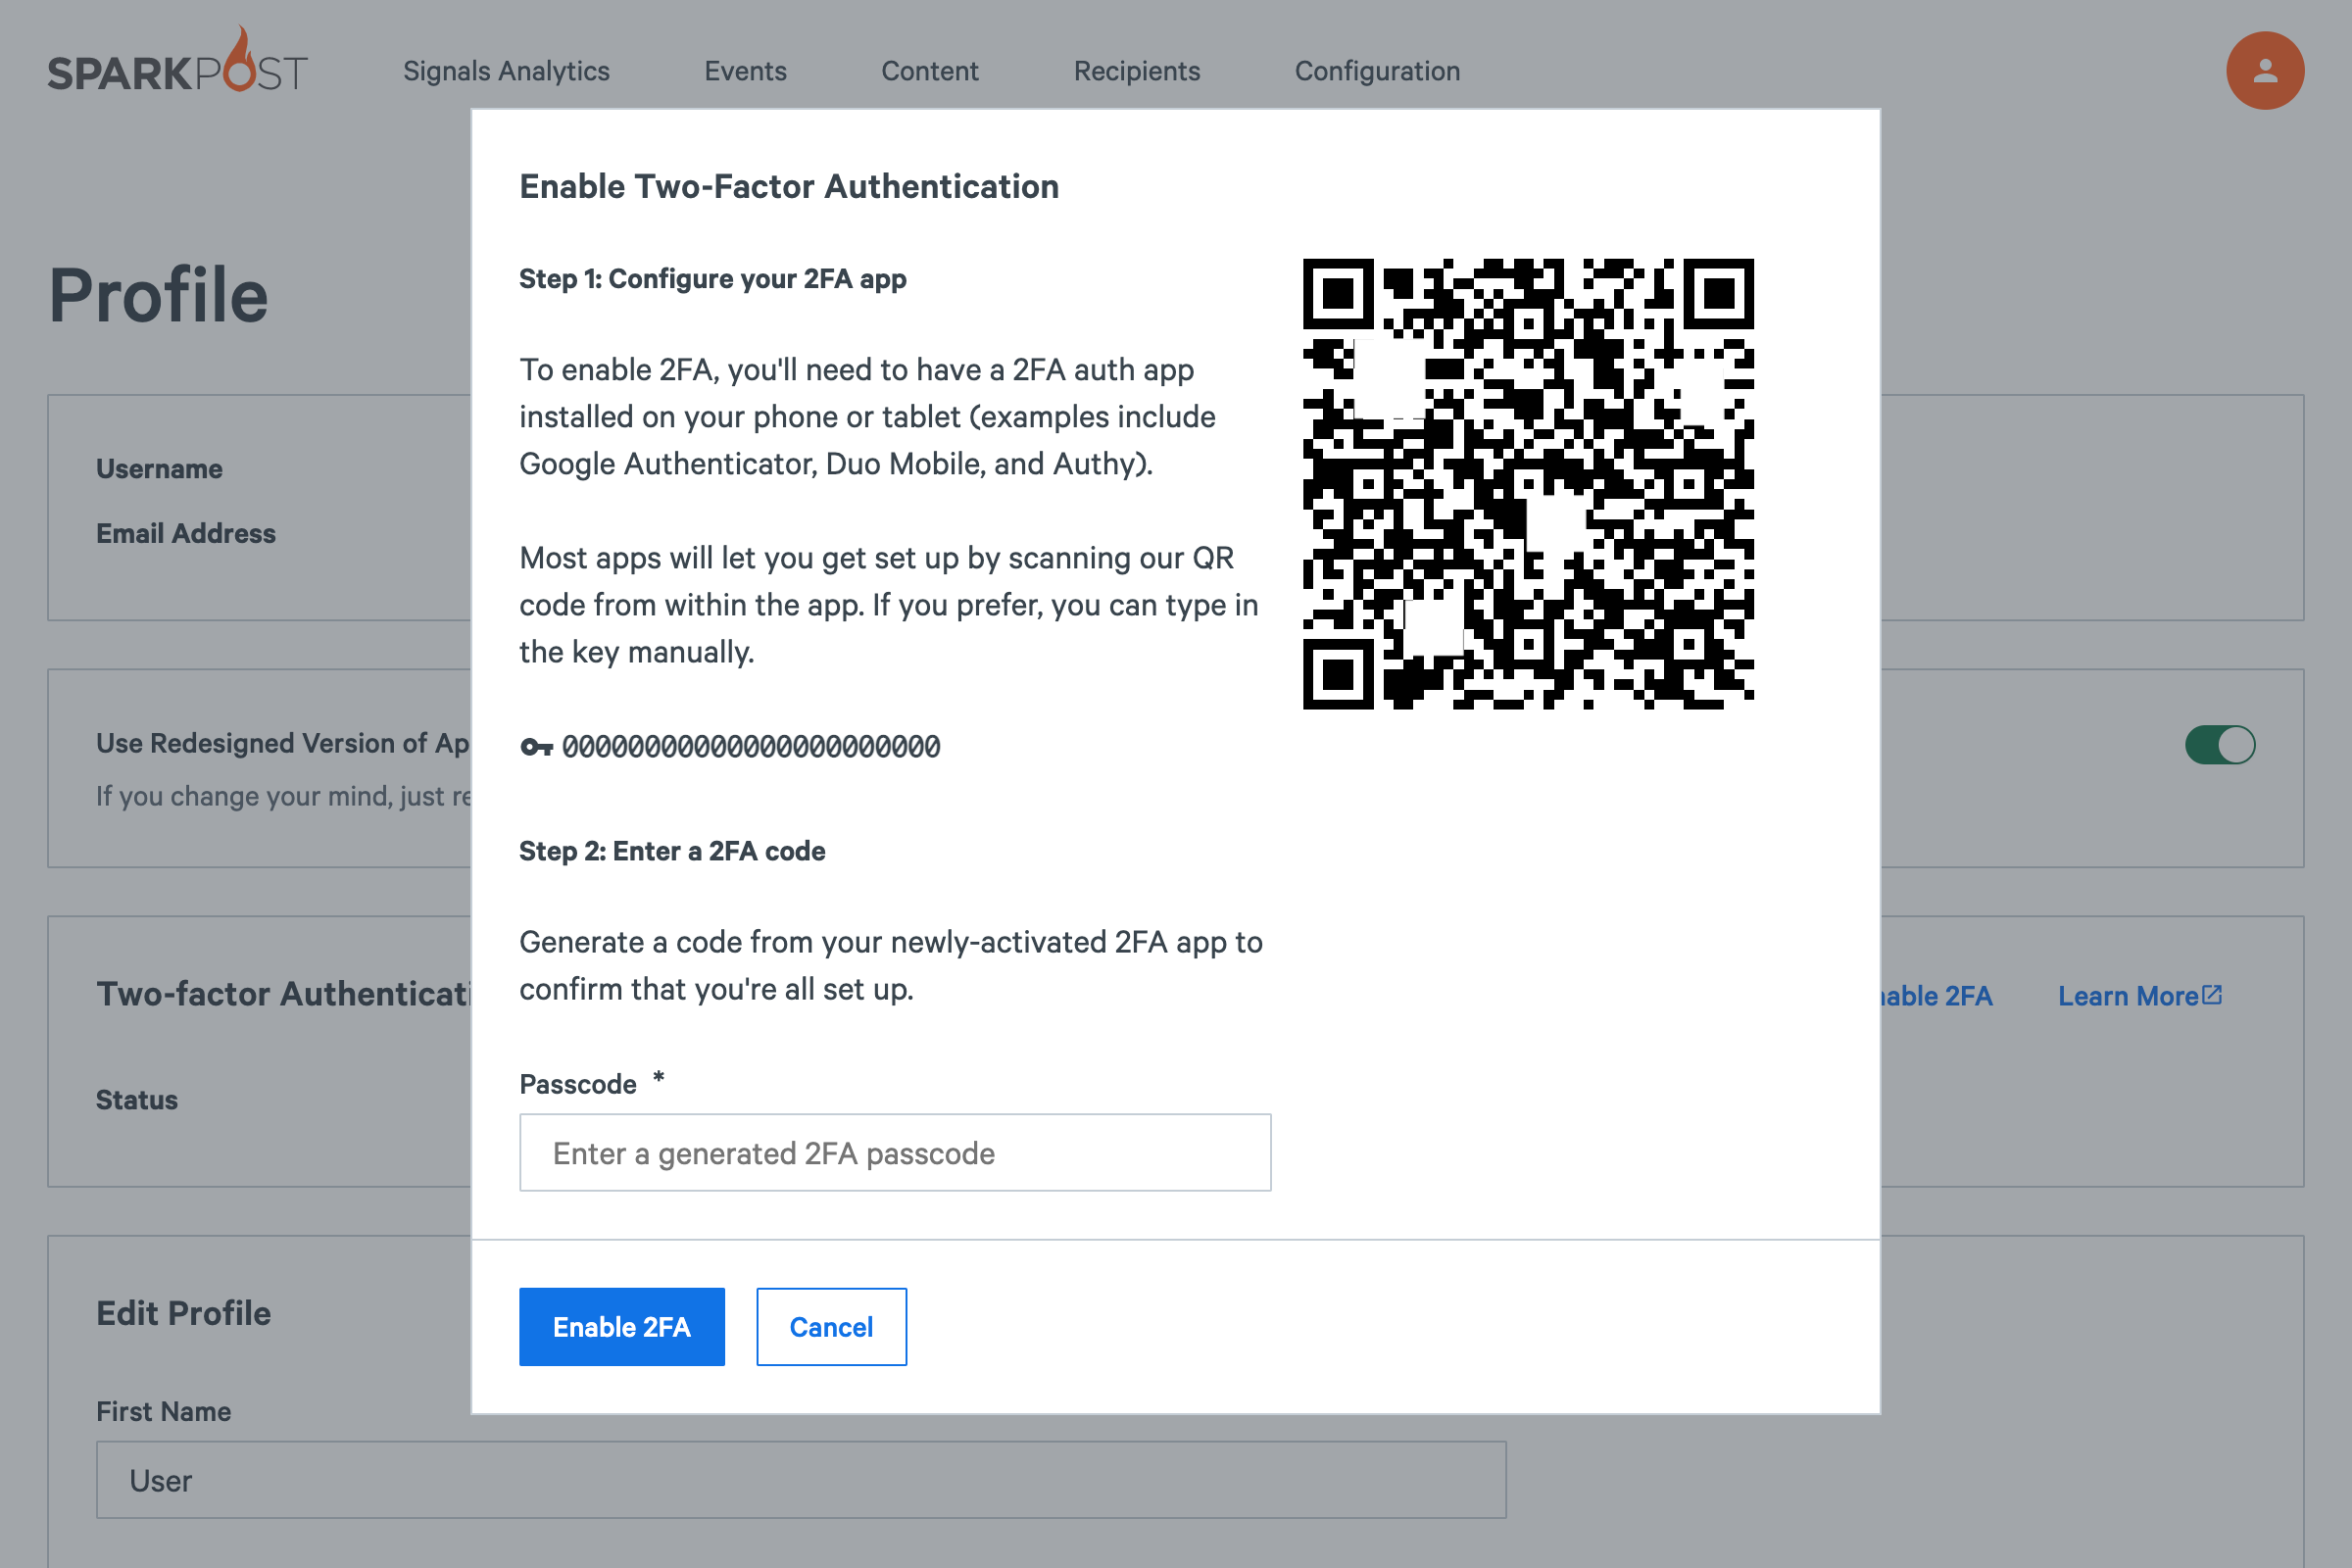 SPARKPOST
Signals Analytics
Events
Content
Recipients
Configuration
Profile
Username
Email Address
Use Redesigned Version of Ap
If you change your mind, just re
Two-factor Authenticati
nable 2FA
Learn More
Status
Edit Profile
First Name
User
Enable Two-Factor Authentication
Step 1: Configure your 2FA app
To enable 2FA, you'll need to have a 2FA auth app
installed on your phone or tablet (examples include
Google Authenticator, Duo Mobile, and Authy).
Most apps will let you get set up by scanning our QR
code from within the app. If you prefer, you can type in
the key manually.
00000000000000000000000
Step 2: Enter a 2FA code
Generate a code from your newly-activated 2FA app to
confirm that you're all set up.
Passcode *
Enter a generated 2FA passcode
Enable 2FA
Cancel